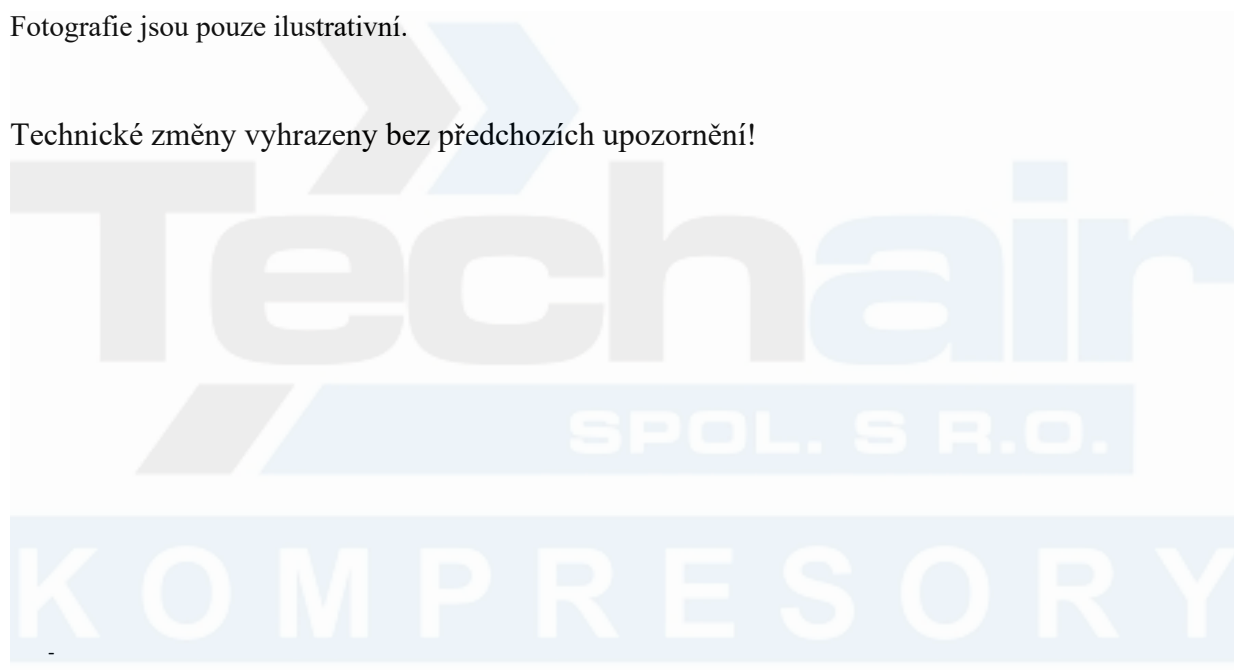 Fotografie jsou pouze ilustrativní.
Technické změny vyhrazeny bez předchozích upozornění!
Techair
SPOL. S R.O.
KOMPRESORY
-